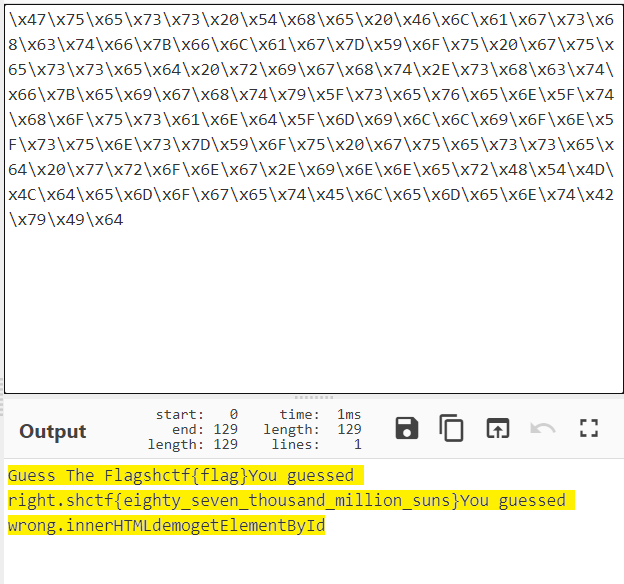 \x47\x75\x65\x73\x73\x20\x54\x68\x65\x20\x46\x6C\x61\x67\x73\x6
8\x63\x74\x66\x7B\x66\x6C\x61\x67\x7D\x59\x6F\x75\x20\x67\x75\x
65\x73\x73\x65\x64\x20\x72\x69\x67\x68\x74\x2E\x73\x68\x63\x74\
x66\x7B\x65\x69\x67\x68\x74\x79\x5F\x73\x65\x76\x65\x6E\x5F\x74
\x68\x6F\x75\x73\x61\x6E\x64\x5F\x6D\x69\x6C\x6C\x69\x6F\x6E\x5
F\x73\x75\x6E\x73\x7D\x59\x6F\x75\x20\x67\x75\x65\x73\x73\x65\x
64\x20\x77\x72\x6F\x6E\x67\x2E\x69\x6E\x6E\x65\x72\x48\x54\x4D\
x4C\x64\x65\x6D\x6F\x67\x65\x74\x45\x6C\x65\x6D\x65\x6E\x74\x42
\x79\x49\x64
Output
start: 0 time: 1ms
end: 129 length: 129
length: 129 lines: 1
Guess The Flagshctf{flag}You guessed
right.shctf{eighty_seven_thousand_million_suns}You guessed
wrong.innerHTMLdemogetElementById